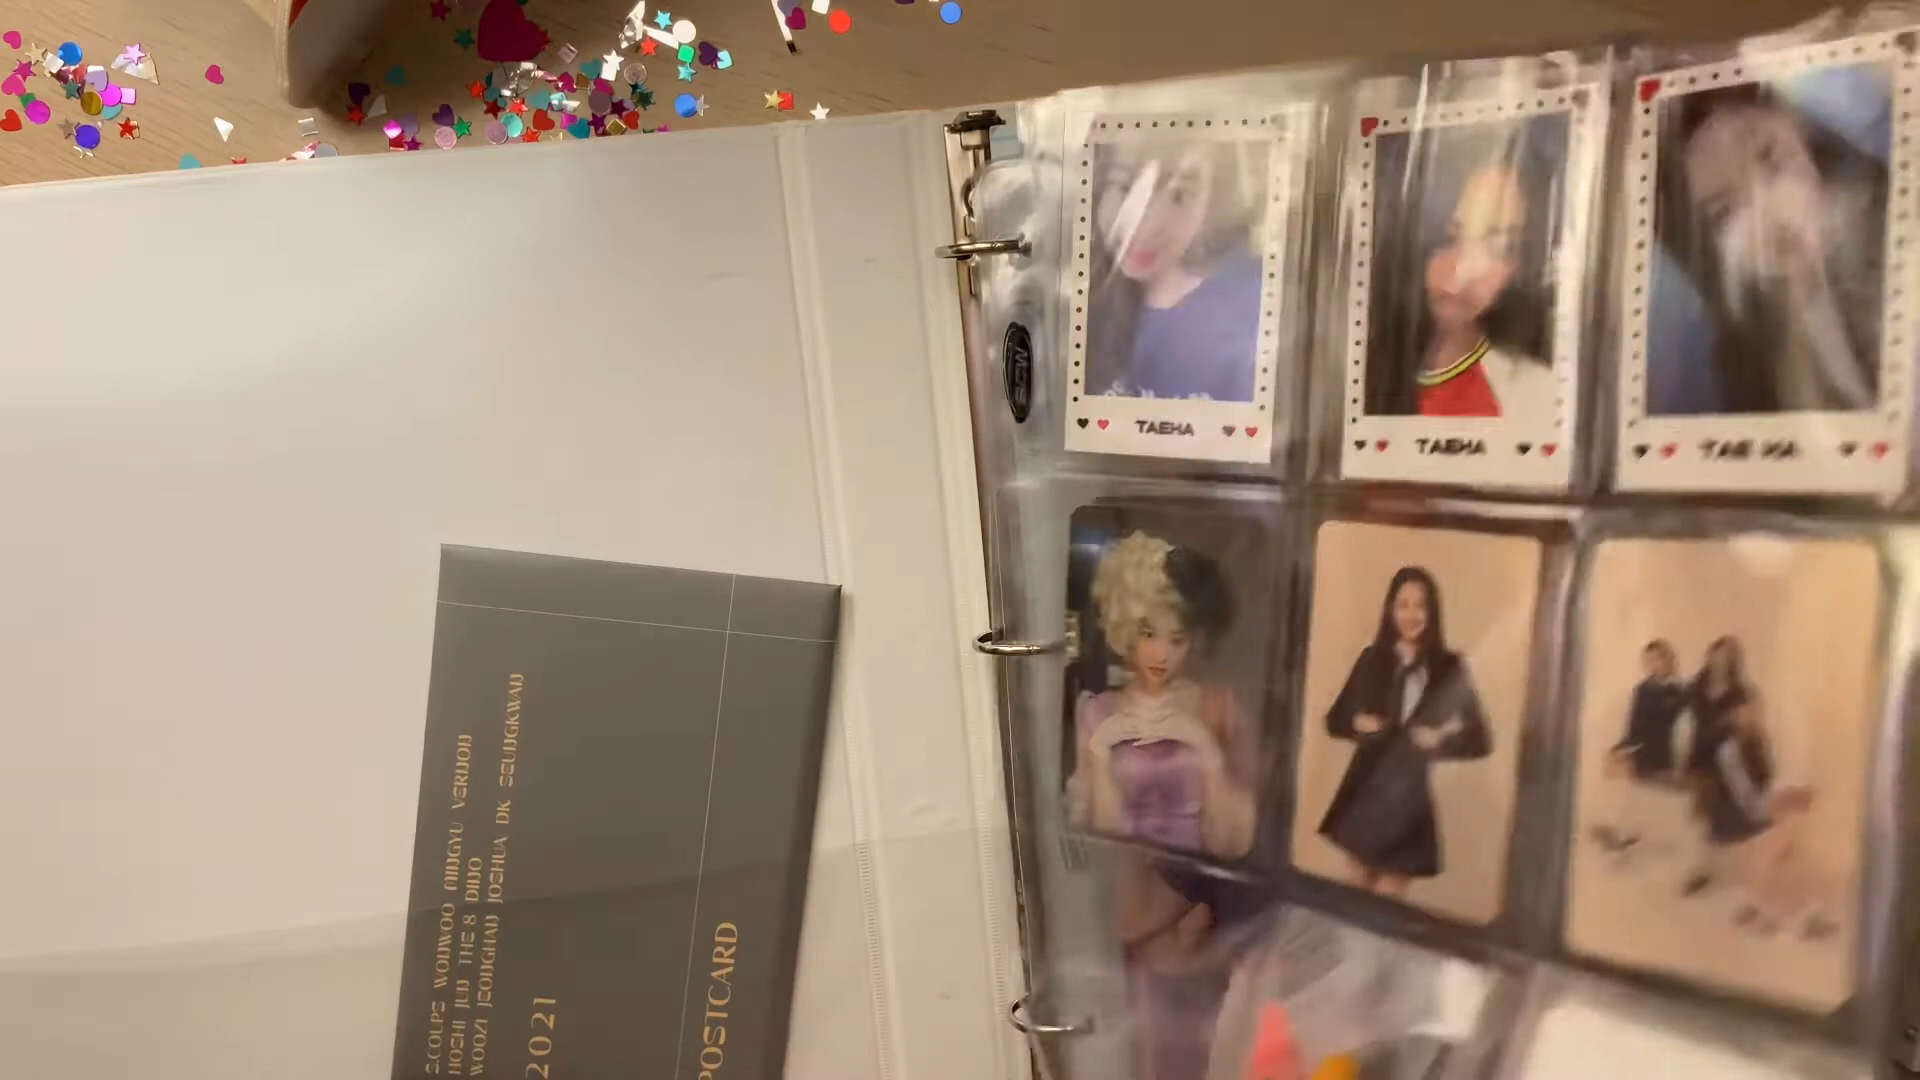 TAEHA
TAEHA
TAE HA
S.COUPS WONWOO MINGYU VERNON
HOSHI JUN THE 8 DINO
WOOZI JEONGHAN JOSHUA DK SEUNGKWAN
2021
POSTCARD